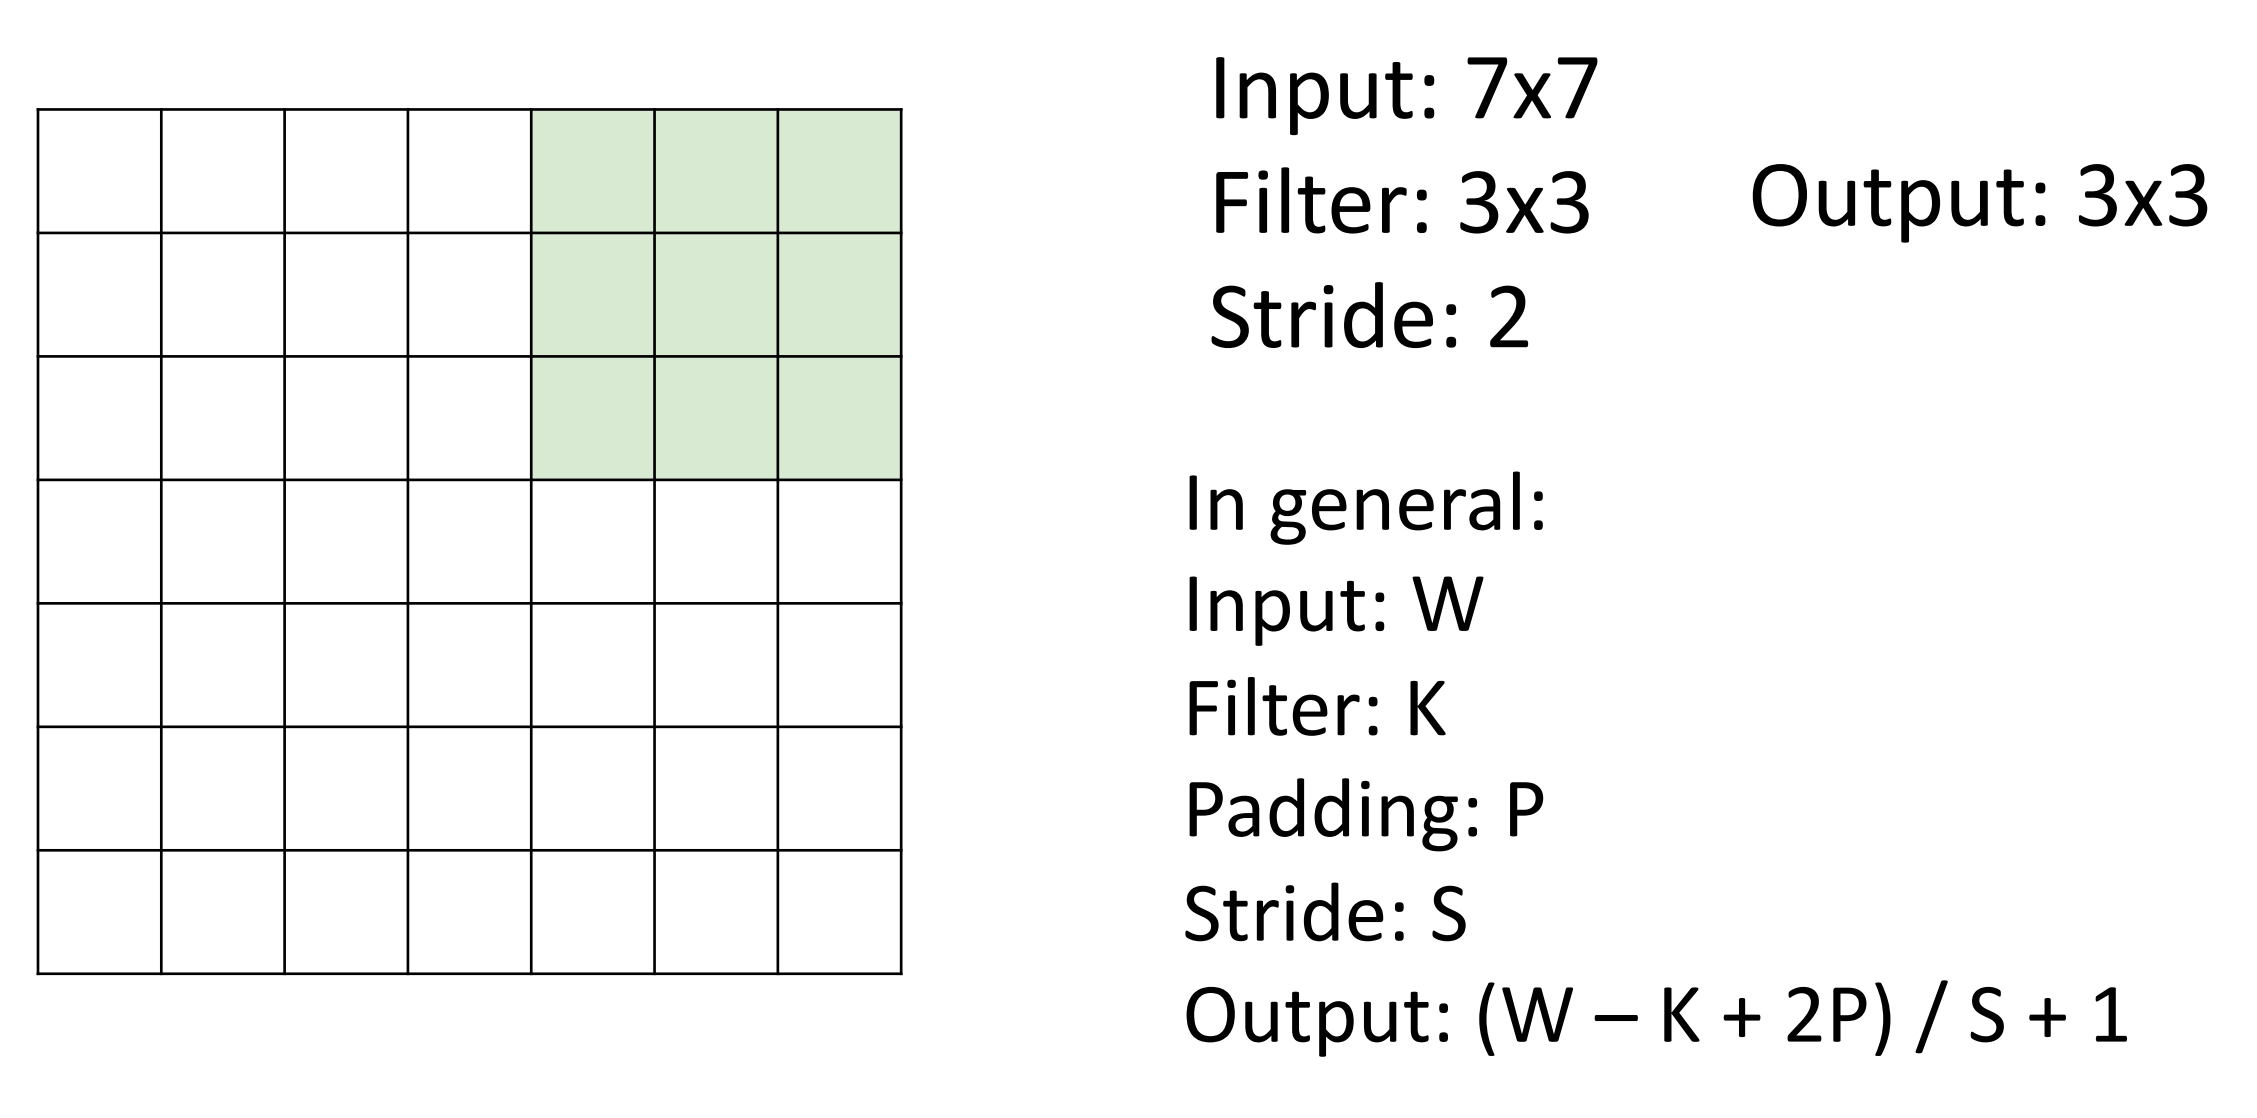 Input: 7x7
Filter: 3x3
Stride: 2
Output: 3x3
In general:
Input: W
Filter: K
Padding: P
Stride: S
Output: (W – K + 2P) / S + 1